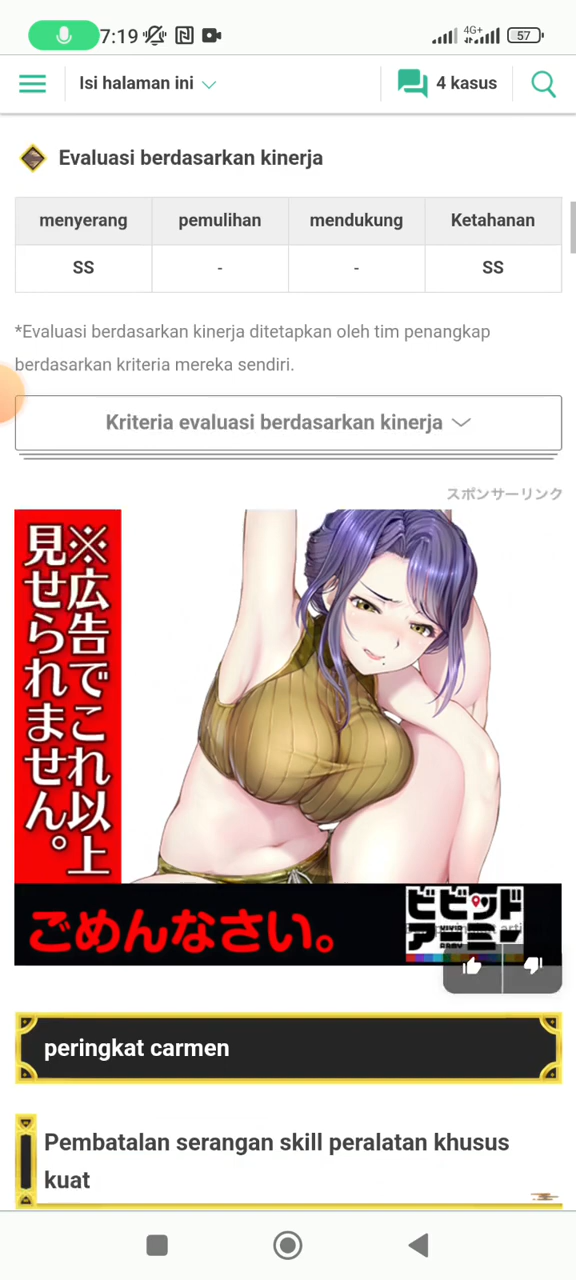 7:19
4G+
57
Isi halaman ini
4 kasus
Evaluasi berdasarkan kinerja
menyerang pemulihan mendukung Ketahanan
SS - - SS
*Evaluasi berdasarkan kinerja ditetapkan oleh tim penangkap
berdasarkan kriteria mereka sendiri.
Kriteria evaluasi berdasarkan kinerja
スポンサーリンク
※広告でこれ以上
見せられません。
ごめんなさい。
ビビッド
アーミー
peringkat carmen
Pembatalan serangan skill peralatan khusus
kuat